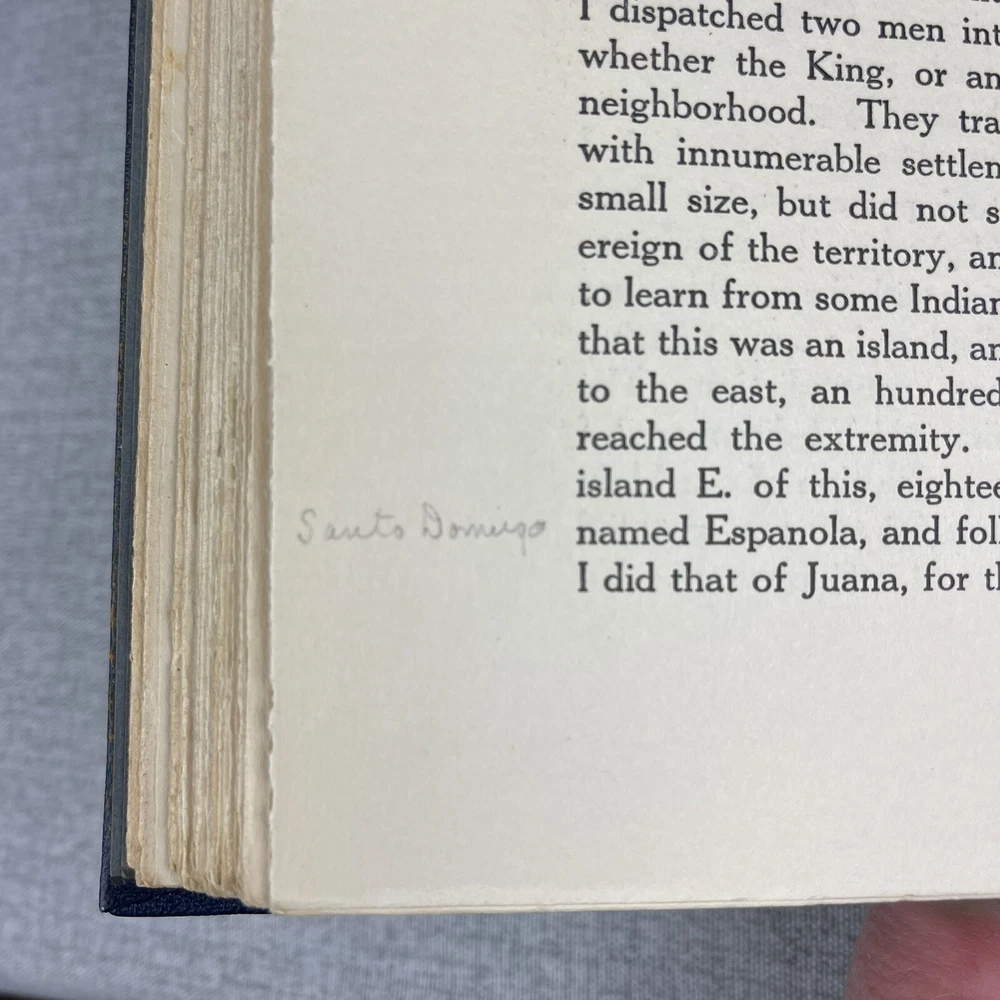 I dispatched two men int
whether the King, or an
neighborhood. They tra
with innumerable settlen
small size, but did not s
ereign of the territory, an
to learn from some Indian
that this was an island, an
to the east, an hundred
reached the extremity.
island E. of this, eightee
Santo Domingo
named Espanola, and fol
I did that of Juana, for th